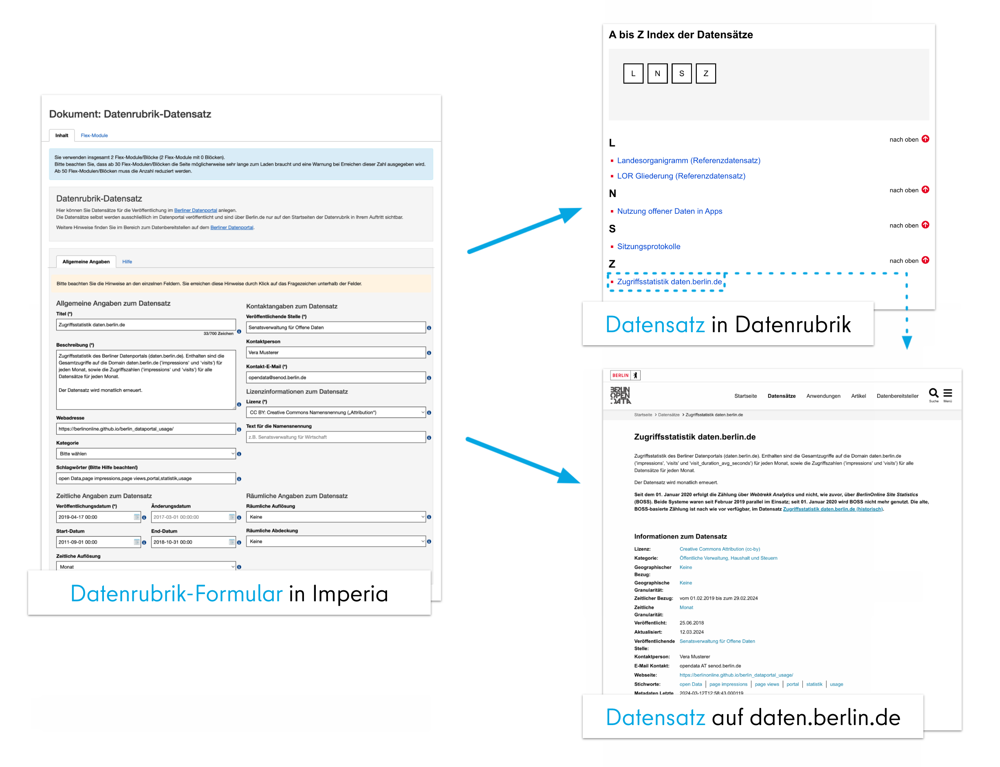 Dokument: Datenrubrik-Datensatz
Inhalt Flex-Module
Sie verwenden insgesamt 2 Flex-Module/Blöcke (2 Flex-Module mit 0 Blöcken).
Bitte beachten Sie, dass ab 30 Flex-Modulen/Blöcken die Seite möglicherweise sehr lange zum Laden braucht und eine Warnung bei Erreichen dieser Zahl ausgegeben wird.
Ab 50 Flex-Modulen/Blöcken muss die Anzahl reduziert werden.
Datenrubrik-Datensatz
Hier können Sie Datensätze für die Veröffentlichung im Berliner Datenportal anlegen.
Die Datensätze selbst werden ausschließlich im Datenportal veröffentlicht und sind über Berlin.de nur auf den Startseiten der Datenrubrik in Ihrem Auftritt sichtbar.
Weitere Hinweise finden Sie im Bereich zum Datenbereitstellen auf dem Berliner Datenportal.
Allgemeine Angaben Hilfe
Bitte beachten Sie die Hinweise an den einzelnen Feldern. Sie erreichen diese Hinweise durch Klick auf das Fragezeichen unterhalb der Felder.
Allgemeine Angaben zum Datensatz
Titel (*)
Zugriffsstatistik daten.berlin.de
33/700 Zeichen
Beschreibung (*)
Zugriffsstatistik des Berliner Datenportals (daten.berlin.de). Enthalten sind die
Gesamtzugriffe auf die Domain daten.berlin.de ('impressions' und 'visits') für
jeden Monat, sowie die Zugriffszahlen ('impressions' und 'visits') für alle
Datensätze für jeden Monat.
Der Datensatz wird monatlich erneuert.
Webadresse
https://berlinonline.github.io/berlin_dataportal_usage/
Kategorie
Bitte wählen
Schlagwörter (Bitte Hilfe beachten!)
open Data,page impressions,page views,portal,statistik,usage
Kontaktangaben zum Datensatz
Veröffentlichende Stelle (*)
Senatsverwaltung für Offene Daten
Kontaktperson
Vera Musterer
Kontakt-E-Mail (*)
opendata@senod.berlin.de
Lizenzinformationen zum Datensatz
Lizenz (*)
CC BY: Creative Commons Namensnennung („Attribution“)
Text für die Namensnennung
z.B. Senatsverwaltung für Wirtschaft
Zeitliche Angaben zum Datensatz
Veröffentlichungsdatum (*) Änderungsdatum
2019-04-17 00:00 2017-03-01 00:00:00
Start-Datum End-Datum
2011-09-01 00:00 2018-10-31 00:00
Zeitliche Auflösung
Monat
Räumliche Angaben zum Datensatz
Räumliche Auflösung
Keine
Räumliche Abdeckung
Keine
Datenrubrik-Formular in Imperia
A bis Z Index der Datensätze
L N S Z
L nach oben
Landesorganigramm (Referenzdatensatz)
LOR Gliederung (Referenzdatensatz)
N nach oben
Nutzung offener Daten in Apps
S nach oben
Sitzungsprotokolle
Z nach oben
Zugriffsstatistik daten.berlin.de
Datensatz in Datenrubrik
BERLIN
BERLIN
OPEN
DATA
Startseite Datensätze Anwendungen Artikel Datenbereitsteller Suche Menü
Startseite > Datensätze > Zugriffsstatistik daten.berlin.de
Zugriffsstatistik daten.berlin.de
Zugriffsstatistik des Berliner Datenportals (daten.berlin.de). Enthalten sind die Gesamtzugriffe auf die Domain daten.berlin.de
('impressions', 'visits' und 'visit_duration_avg_seconds') für jeden Monat, sowie die Zugriffszahlen ('impressions' und 'visits') für alle
Datensätze für jeden Monat.
Der Datensatz wird monatlich erneuert.
Seit dem 01. Januar 2020 erfolgt die Zählung über Webtrekk Analytics und nicht, wie zuvor, über BerlinOnline Site Statistics
(BOSS). Beide Systeme waren seit Februar 2019 parallel im Einsatz; seit 01. Januar 2020 wird BOSS nicht mehr genutzt. Die alte,
BOSS-basierte Zählung ist nach wie vor verfügbar, im Datensatz Zugriffsstatistik daten.berlin.de (historisch).
Informationen zum Datensatz
Lizenz: Creative Commons Attribution (cc-by)
Kategorie: Öffentliche Verwaltung, Haushalt und Steuern
Geographischer Keine
Bezug:
Geographische Keine
Granularität:
Zeitlicher Bezug: vom 01.02.2019 bis zum 29.02.2024
Zeitliche Monat
Granularität:
Veröffentlicht: 25.06.2018
Aktualisiert: 12.03.2024
Veröffentlichende Senatsverwaltung für Offene Daten
Stelle:
Kontaktperson: Vera Musterer
E-Mail Kontakt: opendata AT senod.berlin.de
Webseite: https://berlinonline.github.io/berlin_dataportal_usage/
Stichworte: open Data | page impressions | page views | portal | statistik | usage
Metadaten Letzte 2024-03-12T12:58:43.000119
Datensatz auf daten.berlin.de